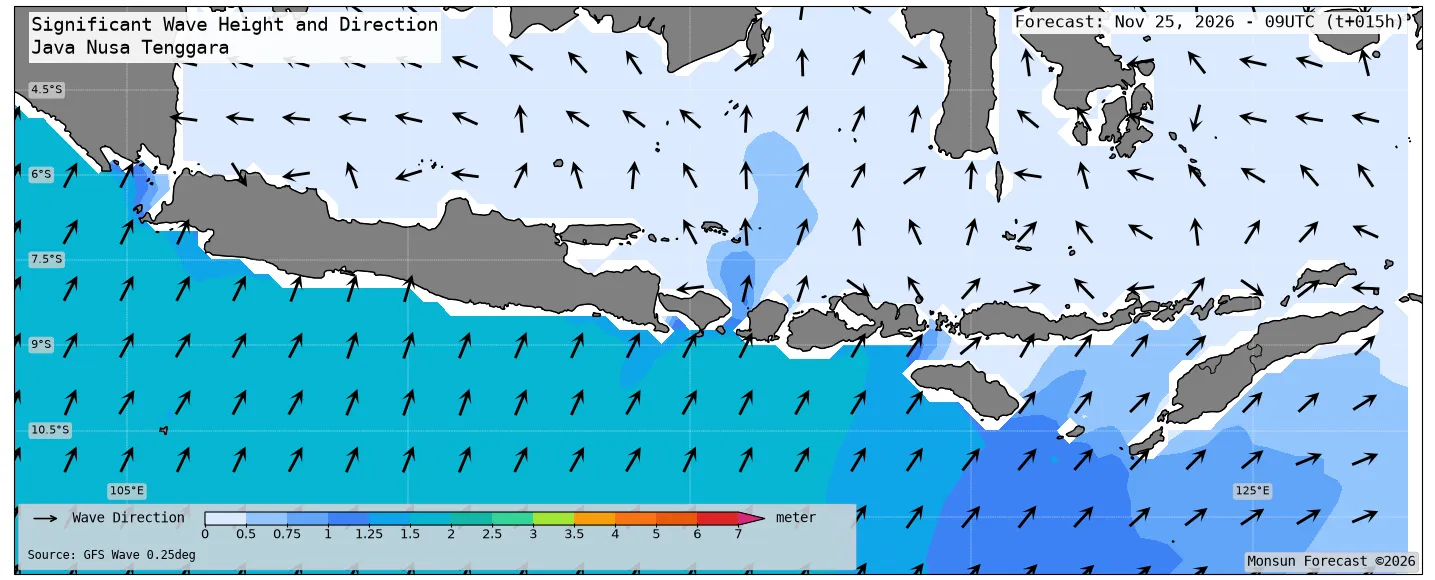 Significant Wave Height and Direction
Java Nusa Tenggara
Forecast: Nov 25, 2026 - 09UTC (t+015h)
4.5°S
6°S
7.5°S
9°S
10.5°S
105°E
125°E
Wave Direction
meter
0 0.5 0.75 1 1.25 1.5 2 2.5 3 3.5 4 5 6 7
Source: GFS Wave 0.25deg
Monsun Forecast ©2026